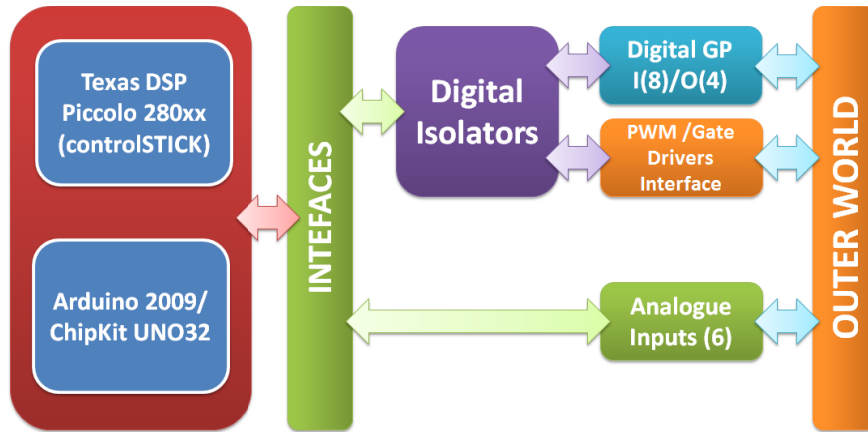 Texas DSP
Piccolo 280xx
(controlSTICK)
Arduino 2009/
ChipKit UNO32
INTEFACES
Digital
Isolators
Digital GP
I(8)/O(4)
PWM /Gate
Drivers
Interface
Analogue
Inputs (6)
OUTER WORLD